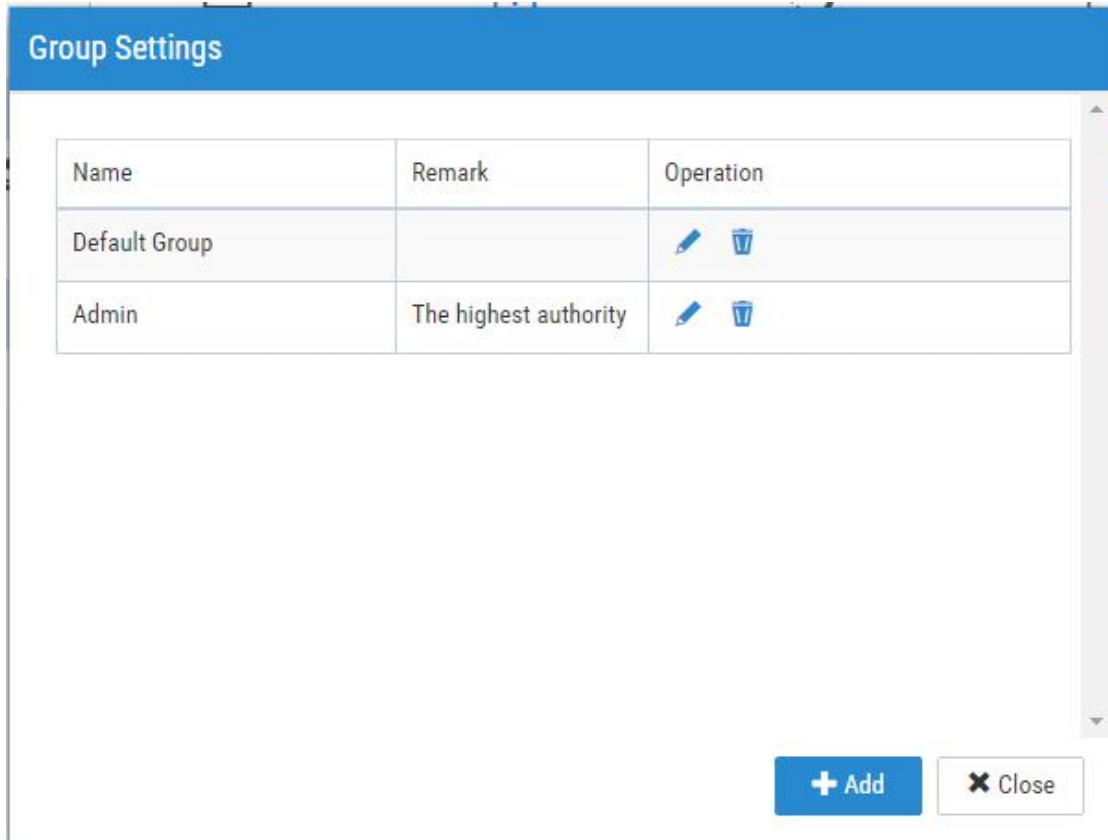 Group Settings
Name Remark Operation
Default Group
Admin The highest authority
Add Close